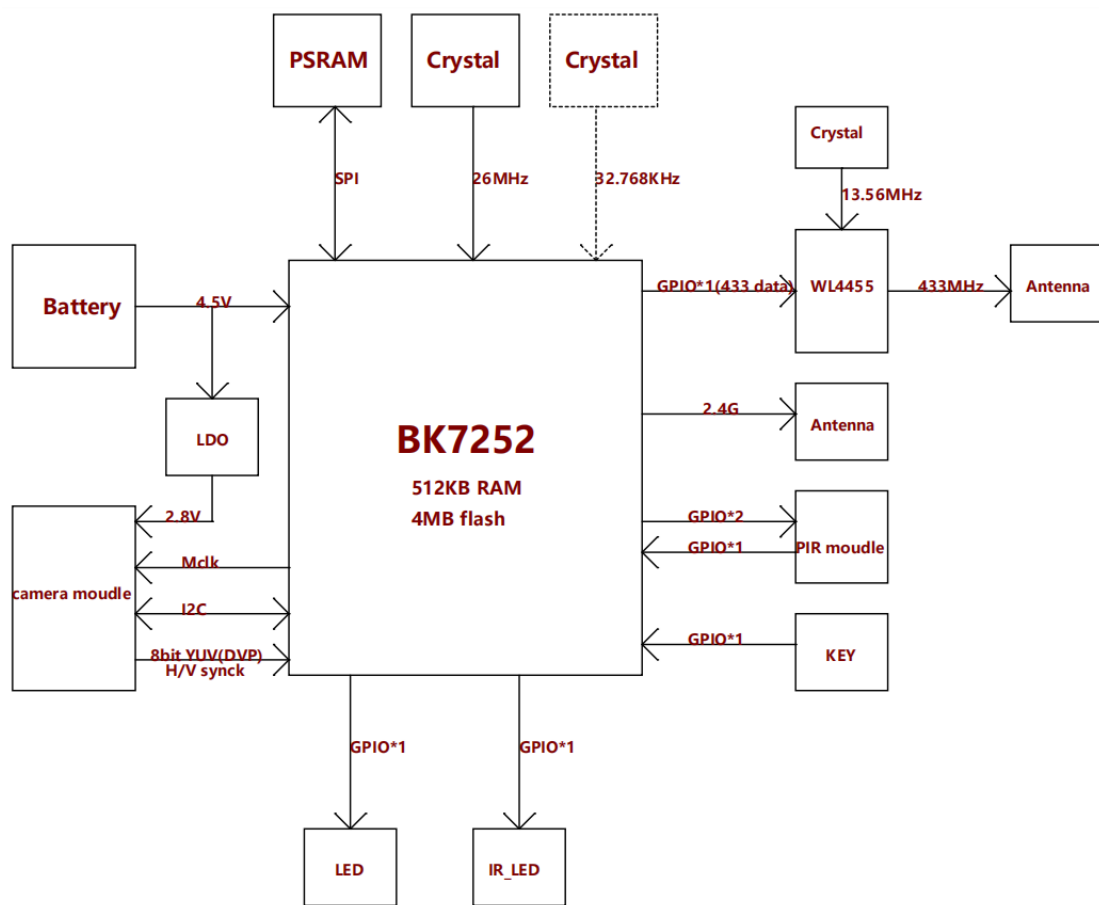 PSRAM
Crystal
Crystal
Crystal
SPI
26MHz
32.768KHz
13.56MHz
Battery
4.5V
GPIO*1(433 data)
WL4455
433MHz
Antenna
LDO
BK7252
512KB RAM
4MB flash
2.4G
Antenna
2.8V
GPIO*2
Mclk
GPIO*1
PIR moudle
camera moudle
I2C
8bit YUV(DVP)
H/V synck
GPIO*1
KEY
GPIO*1
GPIO*1
LED
IR_LED